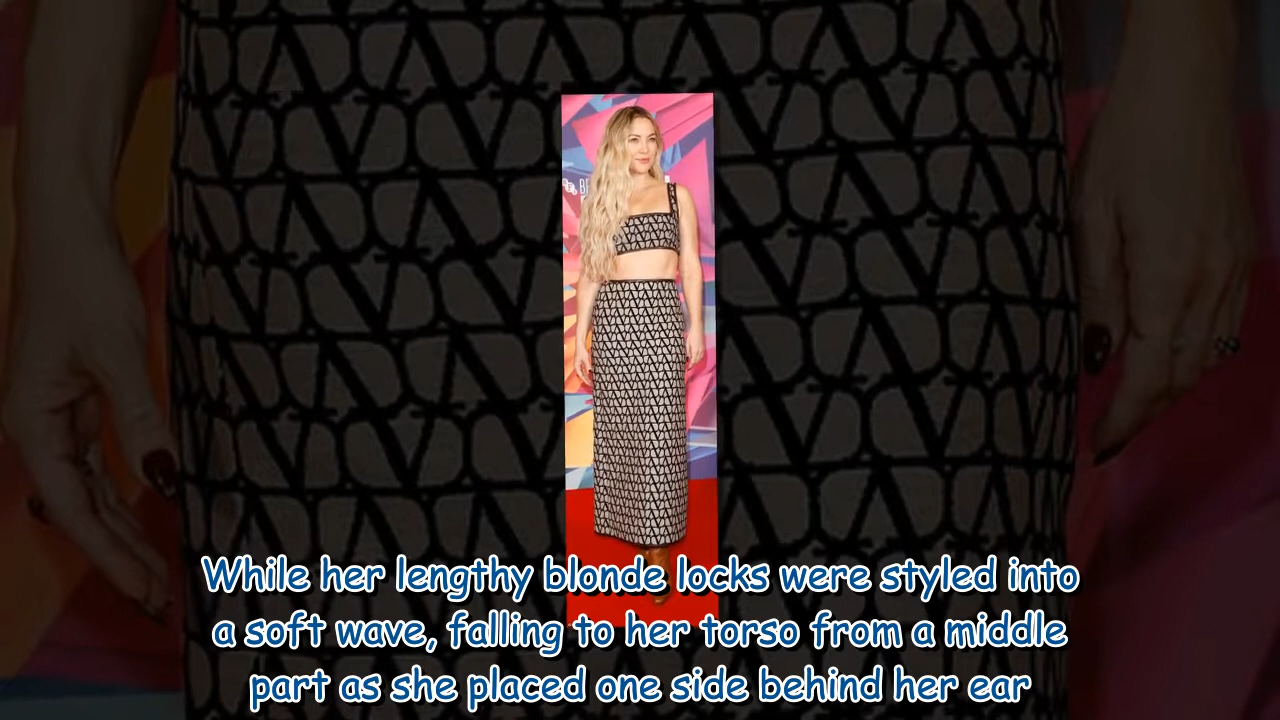 BF
While her lengthy blonde locks were styled into
a soft wave, falling to her torso from a middle
part as she placed one side behind her ear